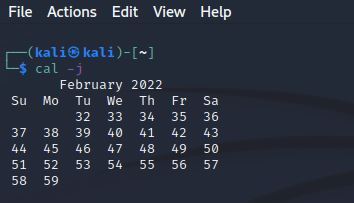 File Actions Edit View Help
┌──(kali㉿kali)-[~]
└─$ cal -j
February 2022
Su Mo Tu We Th Fr Sa
32 33 34 35 36
37 38 39 40 41 42 43
44 45 46 47 48 49 50
51 52 53 54 55 56 57
58 59